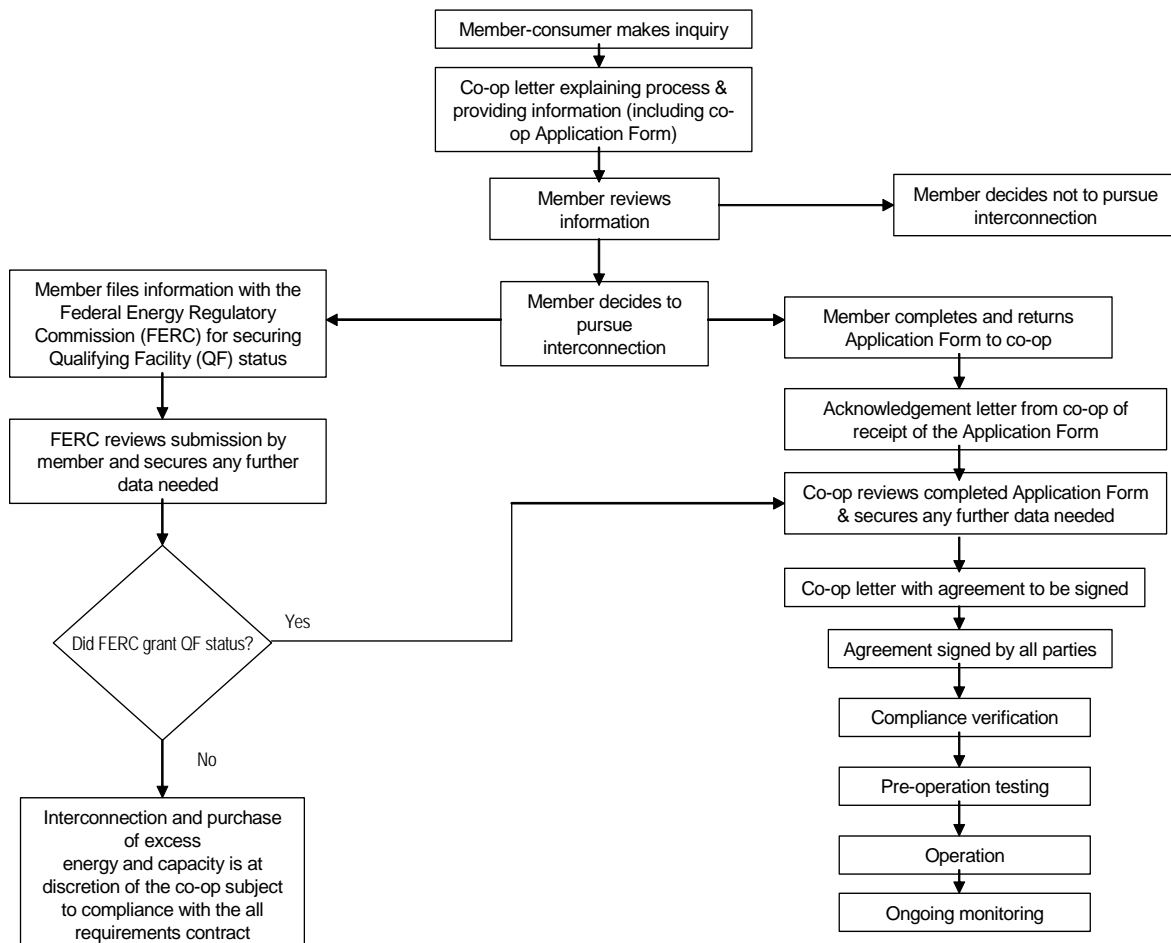 Member-consumer makes inquiry
Co-op letter explaining process &
providing information (including co-
op Application Form)
Member reviews
information
Member decides not to pursue
interconnection
Member files information with the
Federal Energy Regulatory
Commission (FERC) for securing
Qualifying Facility (QF) status
Member decides to
pursue
interconnection
Member completes and returns
Application Form to co-op
FERC reviews submission by
member and secures any further
data needed
Acknowledgement letter from co-op of
receipt of the Application Form
Co-op reviews completed Application Form
& secures any further data needed
Did FERC grant QF status?
Yes
No
Co-op letter with agreement to be signed
Agreement signed by all parties
Compliance verification
Pre-operation testing
Operation
Ongoing monitoring
Interconnection and purchase
of excess
energy and capacity is at
discretion of the co-op subject
to compliance with the all
requirements contract